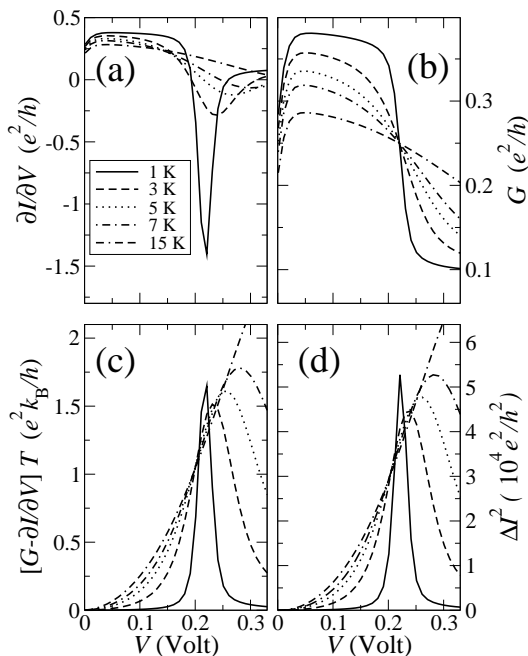 0.5
(a)
(b)
0
0.3
-0.5
∂I/∂V (e²/h)
G (e²/h)
1 K
3 K
5 K
7 K
15 K
0.2
-1
-1.5
0.1
2
(c)
(d)
6
1.5
5
4
1
3
[G-∂I/∂V] T (e²k_B/h)
ΔI² ( 10⁴ e²/h²)
2
0.5
1
0
0
0 0.1 0.2 0.3 0 0.1 0.2 0.3
V (Volt) V (Volt)